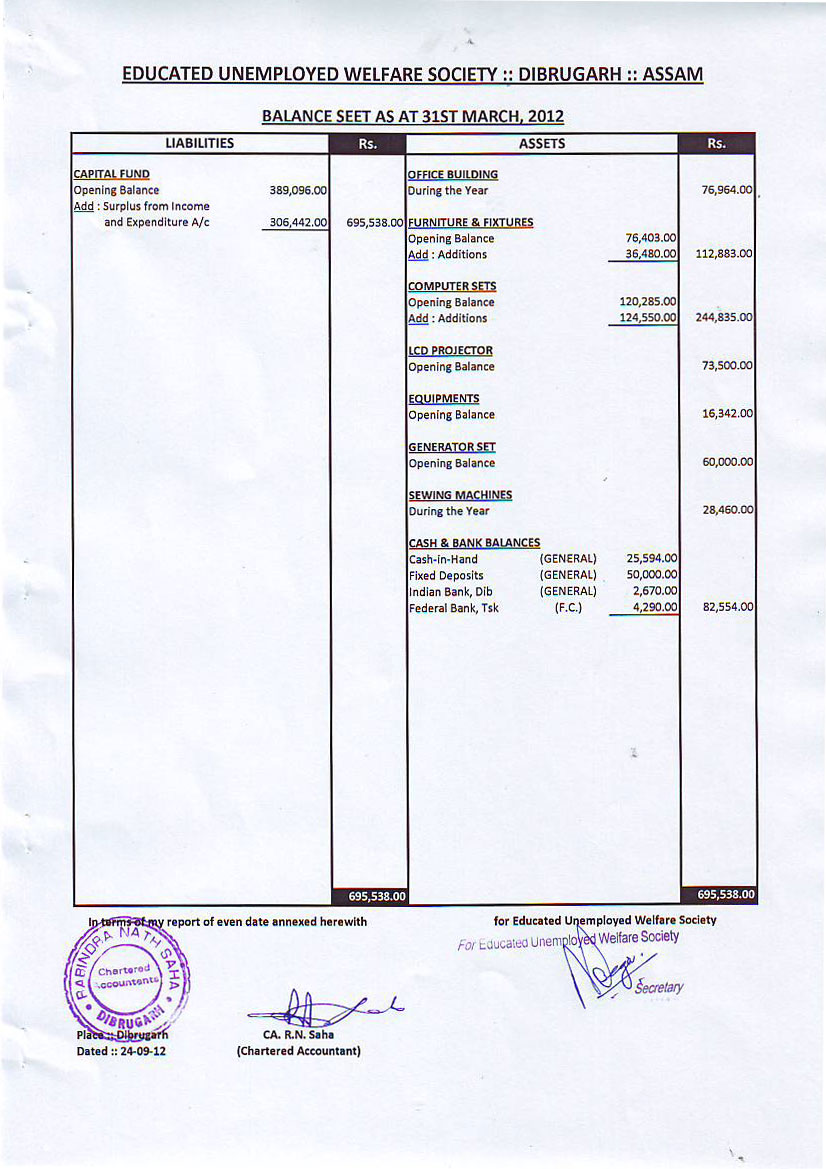 EDUCATED UNEMPLOYED WELFARE SOCIETY :: DIBRUGARH :: ASSAM
BALANCE SEET AS AT 31ST MARCH, 2012
LIABILITIES Rs. ASSETS Rs.
CAPITAL FUND OFFICE BUILDING
Opening Balance 389,096.00 During the Year 76,964.00
Add : Surplus from Income
and Expenditure A/c 306,442.00 695,538.00 FURNITURE & FIXTURES
Opening Balance 76,403.00
Add : Additions 36,480.00 112,883.00
COMPUTER SETS
Opening Balance 120,285.00
Add : Additions 124,550.00 244,835.00
LCD PROJECTOR
Opening Balance 73,500.00
EQUIPMENTS
Opening Balance 16,342.00
GENERATOR SET
Opening Balance 60,000.00
SEWING MACHINES
During the Year 28,460.00
CASH & BANK BALANCES
Cash-in-Hand (GENERAL) 25,594.00
Fixed Deposits (GENERAL) 50,000.00
Indian Bank, Dib (GENERAL) 2,670.00
Federal Bank, Tsk (F.C.) 4,290.00 82,554.00
695,538.00 695,538.00
In terms of my report of even date annexed herewith for Educated Unemployed Welfare Society
For Educated Unemployed Welfare Society
RABINDRA NATH SAHA
Chartered
Accountents
DIBRUGARH
Secretary
Place :: Dibrugarh CA. R.N. Saha
Dated :: 24-09-12 (Chartered Accountant)